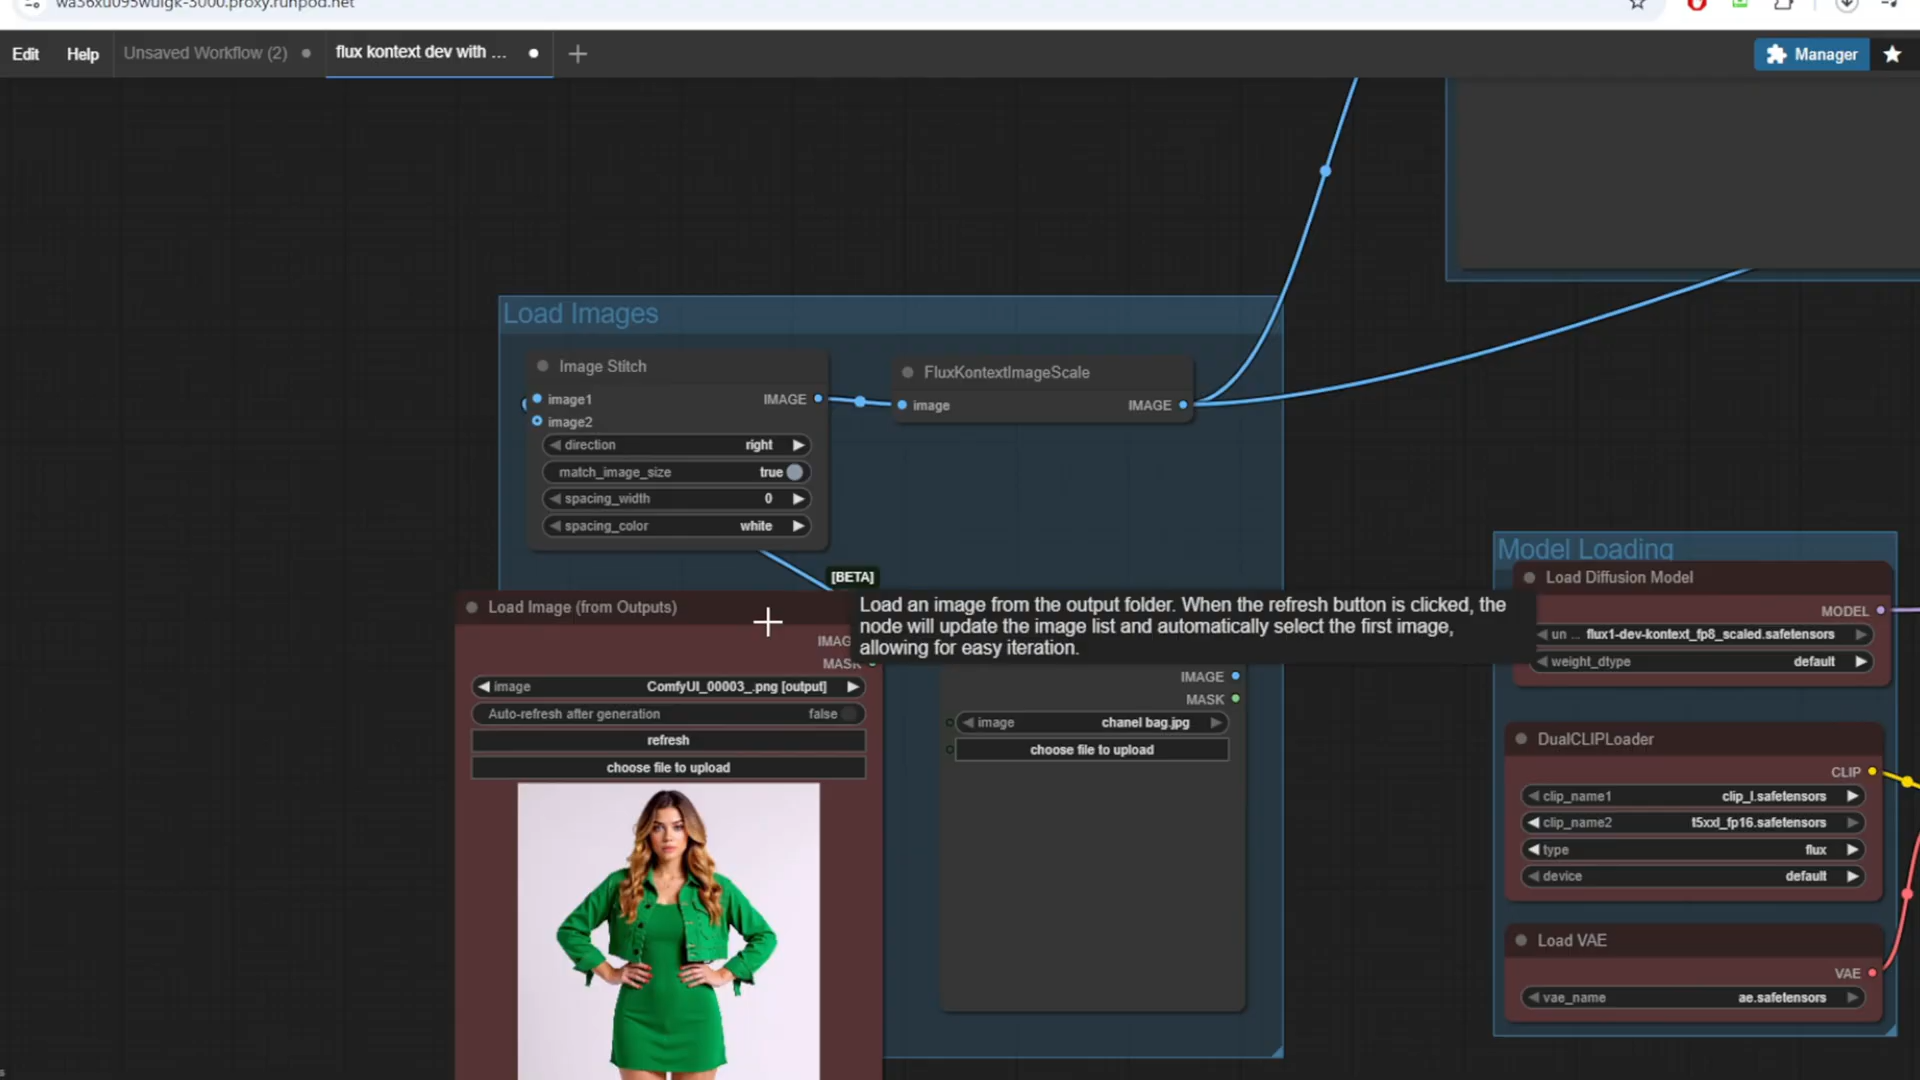 Edit
Help
Unsaved Workflow (2)
flux kontext dev with ...
Manager
Load Images
Image Stitch
image1
IMAGE
image2
direction
right
match_image_size
true
spacing_width
0
spacing_color
white
FluxKontextImageScale
image
IMAGE
[BETA]
Load an image from the output folder. When the refresh button is clicked, the
node will update the image list and automatically select the first image,
allowing for easy iteration.
Load Image (from Outputs)
IMAG
MASK
image
ComfyUI_00003_.png [output]
Auto-refresh after generation
false
refresh
choose file to upload
IMAGE
MASK
image
chanel bag.jpg
choose file to upload
Model Loading
Load Diffusion Model
MODEL
un ...
flux1-dev-kontext_fp8_scaled.safetensors
weight_dtype
default
DualCLIPLoader
CLIP
clip_name1
clip_l.safetensors
clip_name2
t5xxl_fp16.safetensors
type
flux
device
default
Load VAE
VAE
vae_name
ae.safetensors